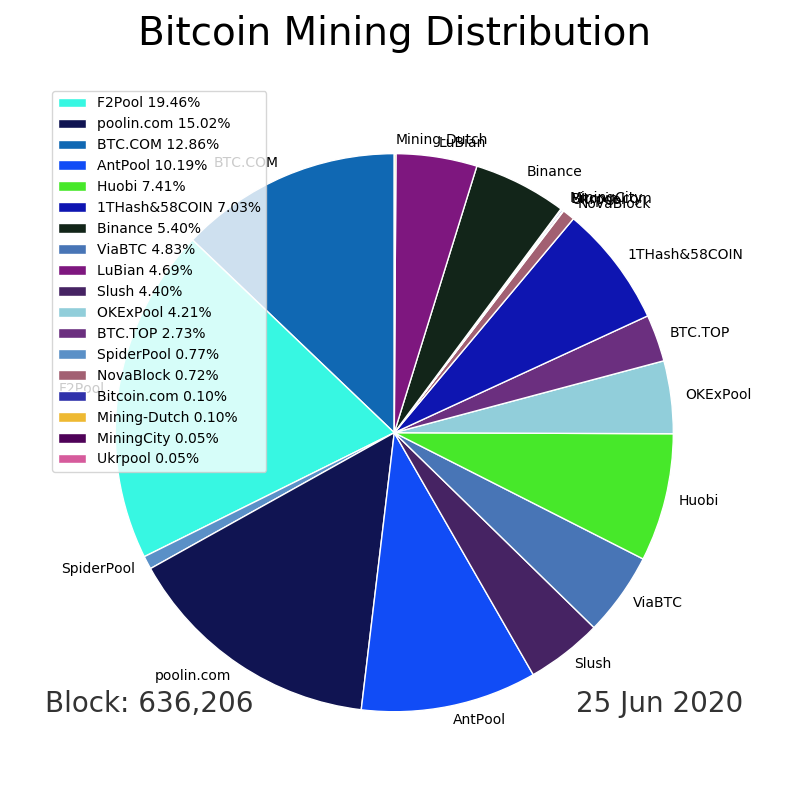 Bitcoin Mining Distribution
F2Pool 19.46%
poolin.com 15.02%
BTC.COM 12.86%
AntPool 10.19%
Huobi 7.41%
1THash&58COIN 7.03%
Binance 5.40%
ViaBTC 4.83%
LuBian 4.69%
Slush 4.40%
OKExPool 4.21%
BTC.TOP 2.73%
SpiderPool 0.77%
NovaBlock 0.72%
Bitcoin.com 0.10%
Mining-Dutch 0.10%
MiningCity 0.05%
Ukrpool 0.05%
Mining-Dutch
LuBian
Binance
MiningCity
NovaBlock
1THash&58COIN
BTC.TOP
OKExPool
Huobi
ViaBTC
Slush
AntPool
poolin.com
SpiderPool
F2Pool
BTC.COM
Block: 636,206
25 Jun 2020